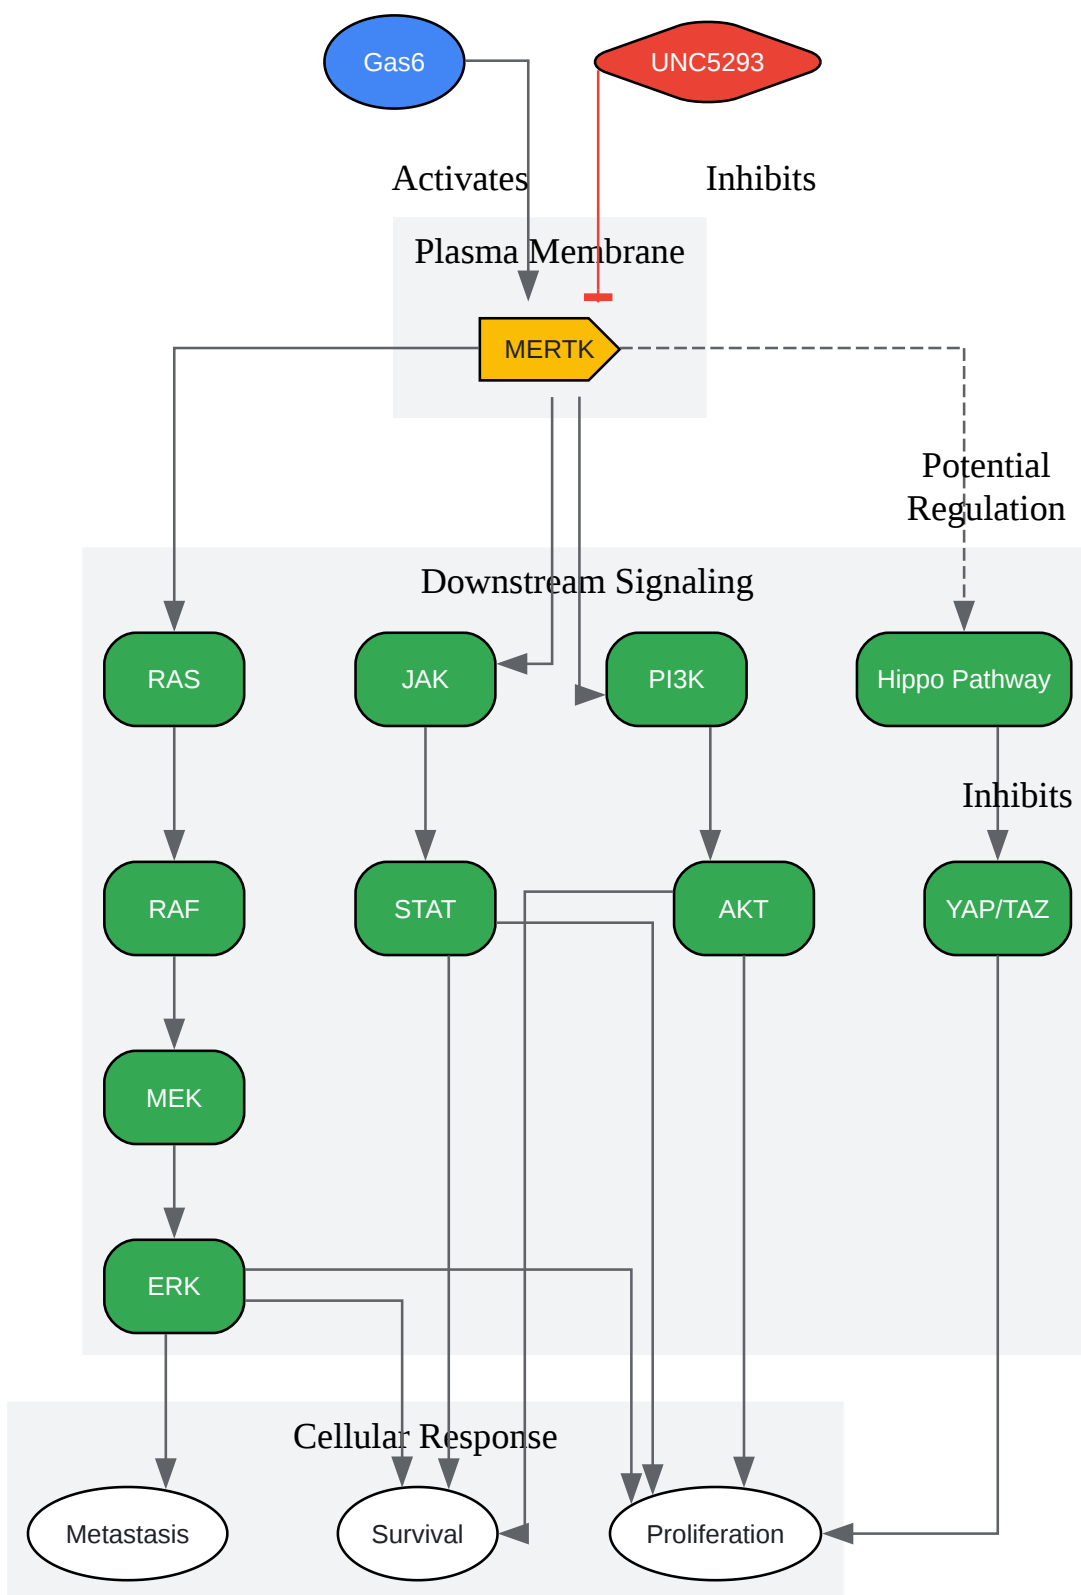 Gas6
UNC5293
Activates
Inhibits
Plasma Membrane
MERTK
Potential
Regulation
Downstream Signaling
RAS
JAK
PI3K
Hippo Pathway
Inhibits
RAF
STAT
AKT
YAP/TAZ
MEK
ERK
Cellular Response
Metastasis
Survival
Proliferation